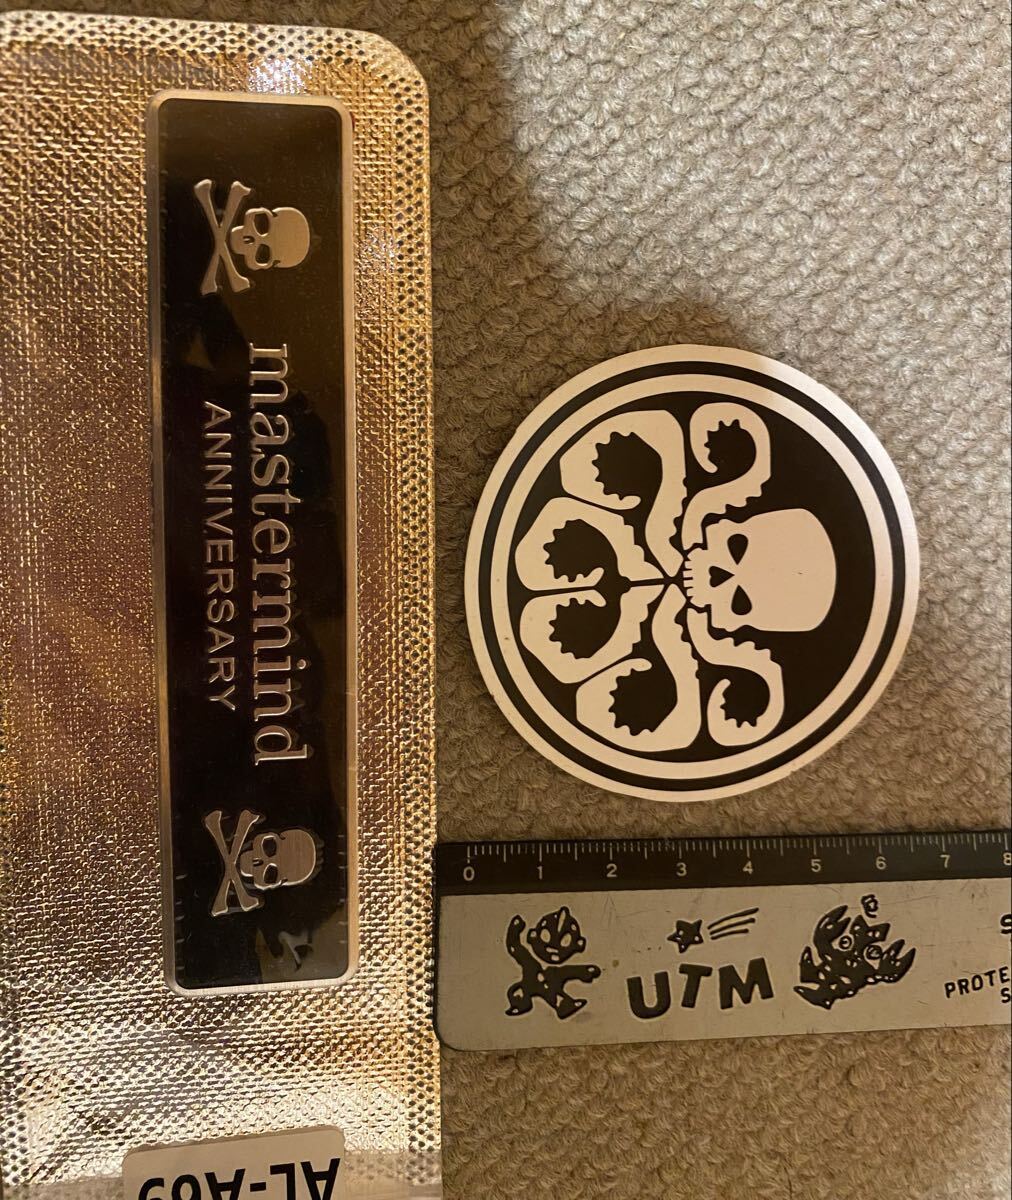 mastermind
ANNIVERSARY
AL-A69
0 1 2 3 4 5 6 7 8
UTM
PROTE
S
S